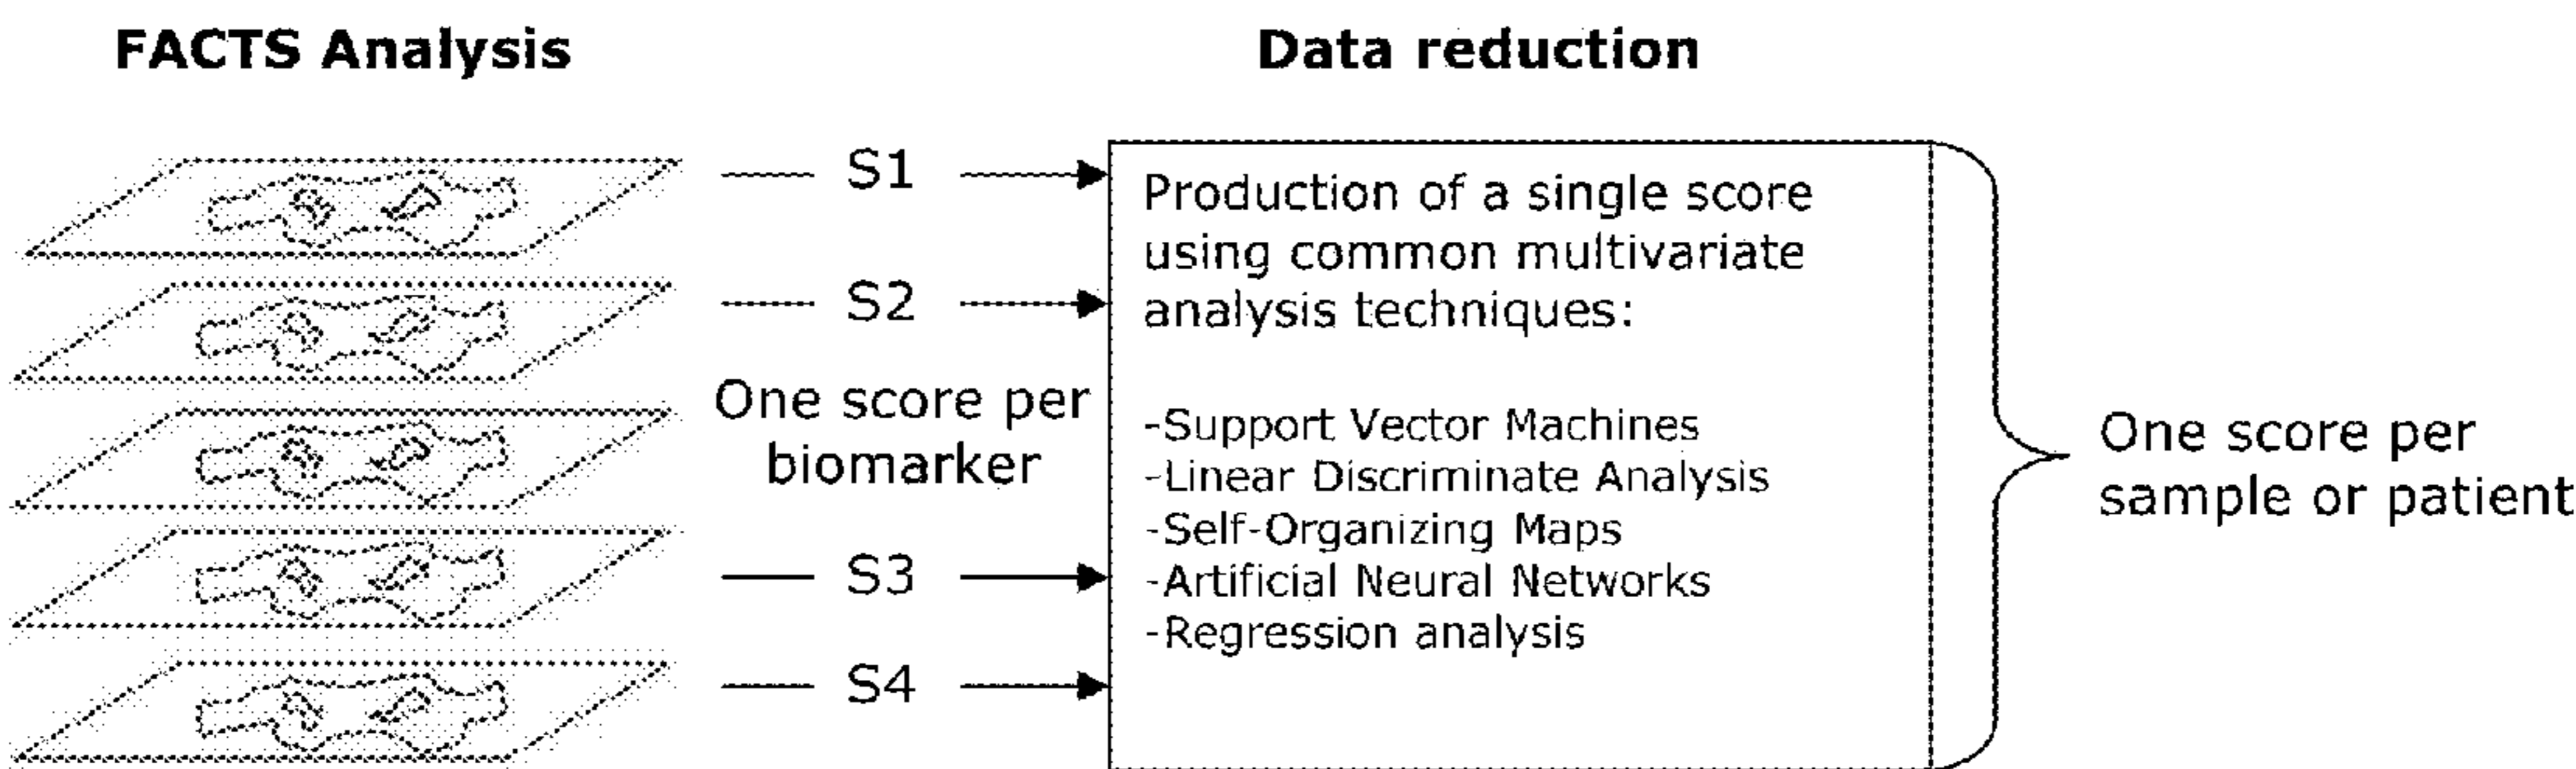 FACTS Analysis
Data reduction
S1
S2
One score per
biomarker
S3
S4
Production of a single score
using common multivariate
analysis techniques:
-Support Vector Machines
-Linear Discriminate Analysis
-Self-Organizing Maps
-Artificial Neural Networks
-Regression analysis
One score per
sample or patient